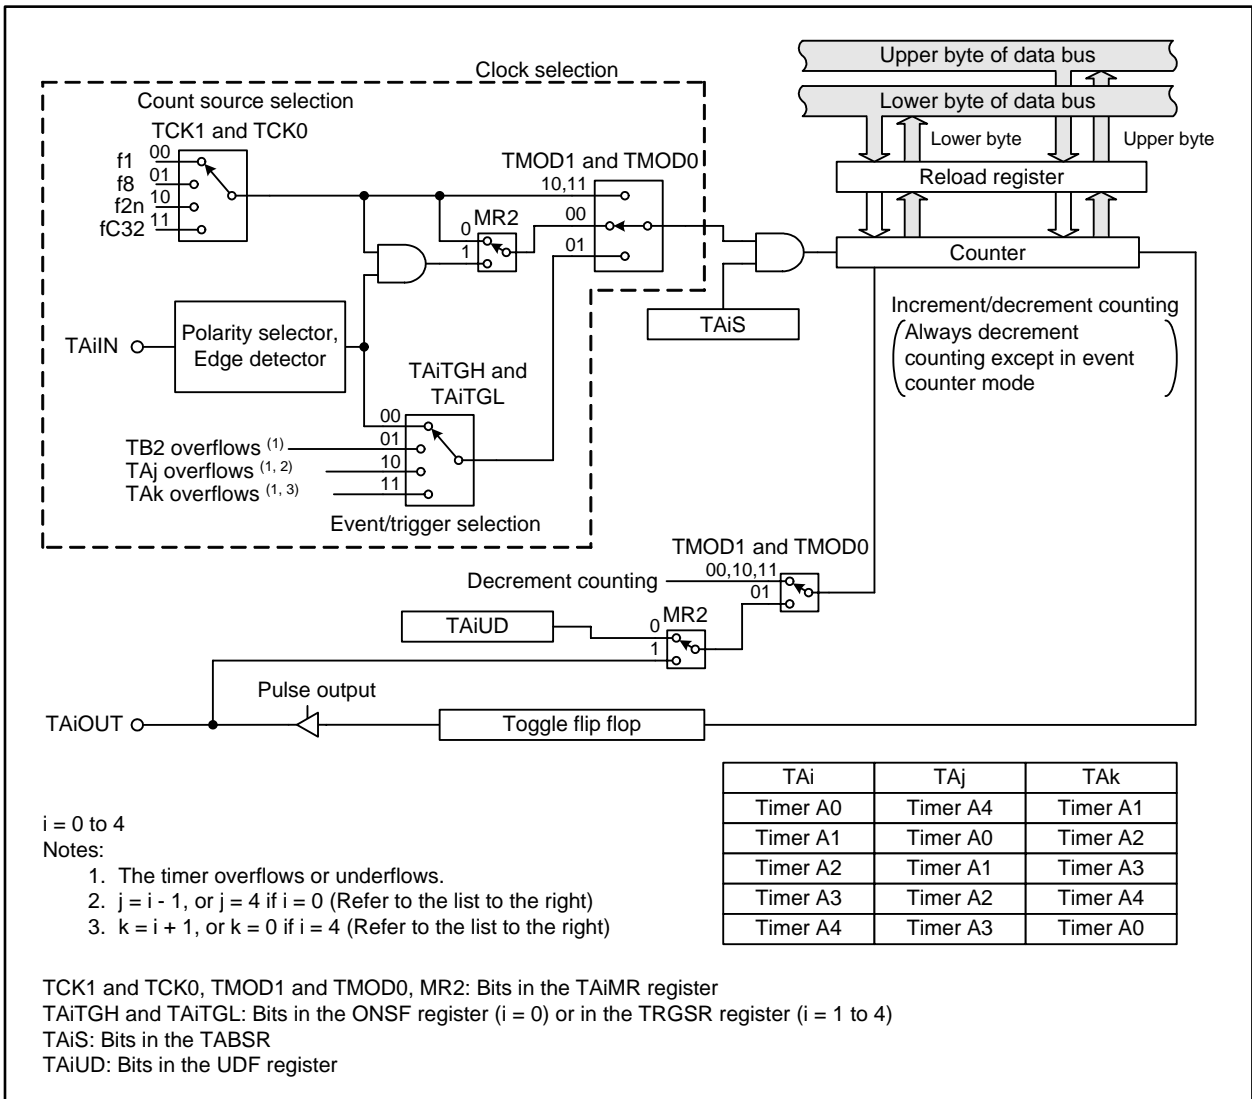 Upper byte of data bus
Clock selection
Lower byte of data bus
Count source selection
TCK1 and TCK0
Lower byte
Upper byte
f1 00
f8 01
f2n 10
fC32 11
TMOD1 and TMOD0
10,11
00
01
MR2
0
1
Reload register
Counter
TAiS
Increment/decrement counting
Always decrement
counting except in event
counter mode
TAiIN
Polarity selector,
Edge detector
TAiTGH and
TAiTGL
00
TB2 overflows (1) 01
TAj overflows (1, 2) 10
TAk overflows (1, 3) 11
Event/trigger selection
TMOD1 and TMOD0
Decrement counting 00,10,11
01
TAiUD
MR2
0
1
Pulse output
TAiOUT
Toggle flip flop
TAi TAj TAk
Timer A0 Timer A4 Timer A1
Timer A1 Timer A0 Timer A2
Timer A2 Timer A1 Timer A3
Timer A3 Timer A2 Timer A4
Timer A4 Timer A3 Timer A0
i = 0 to 4
Notes:
1. The timer overflows or underflows.
2. j = i - 1, or j = 4 if i = 0 (Refer to the list to the right)
3. k = i + 1, or k = 0 if i = 4 (Refer to the list to the right)
TCK1 and TCK0, TMOD1 and TMOD0, MR2: Bits in the TAiMR register
TAiTGH and TAiTGL: Bits in the ONSF register (i = 0) or in the TRGSR register (i = 1 to 4)
TAiS: Bits in the TABSR
TAiUD: Bits in the UDF register